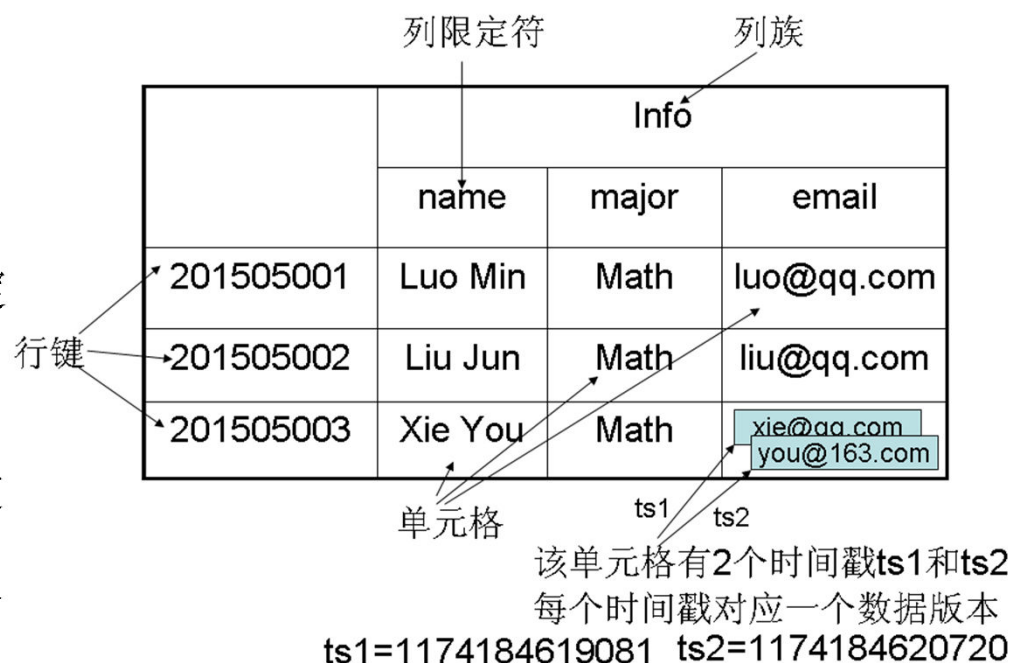 列限定符 列族
Info
name major email
201505001 Luo Min Math luo@qq.com
行键
201505002 Liu Jun Math liu@qq.com
201505003 Xie You Math xie@qq.com
you@163.com
单元格 ts1 ts2
该单元格有2个时间戳ts1和ts2
每个时间戳对应一个数据版本
ts1=1174184619081 ts2=1174184620720